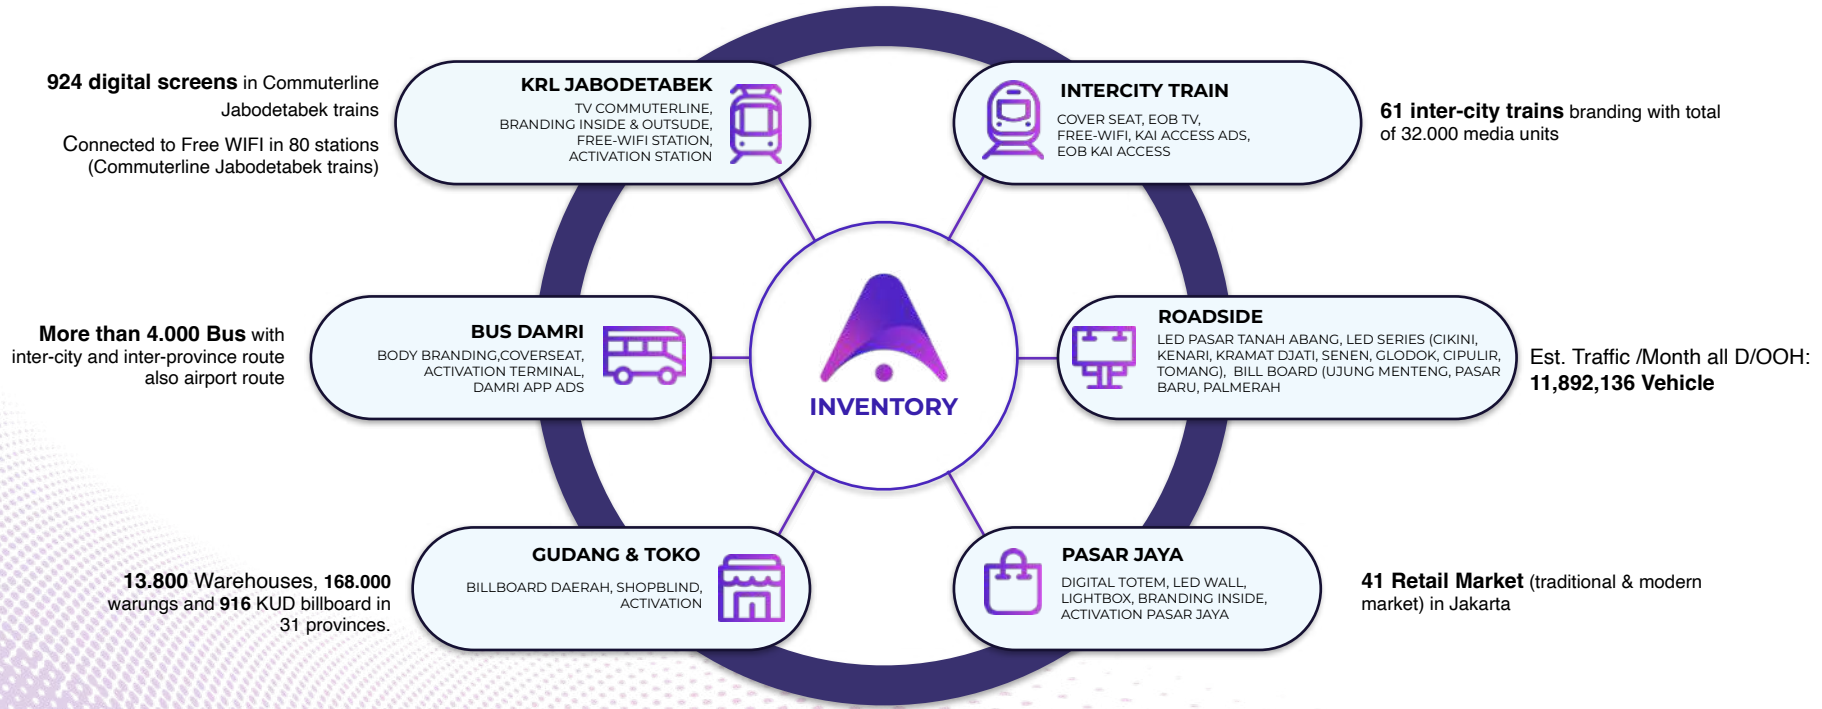 924 digital screens in Commuterline
Jabodetabek trains
Connected to Free WIFI in 80 stations
(Commuterline Jabodetabek trains)
KRL JABODETABEK
TV COMMUTERLINE,
BRANDING INSIDE & OUTSUDE,
FREE-WIFI STATION,
ACTIVATION STATION
INTERCITY TRAIN
COVER SEAT, EOB TV,
FREE-WIFI, KAI ACCESS ADS,
EOB KAI ACCESS
61 inter-city trains branding with total
of 32.000 media units
More than 4.000 Bus with
inter-city and inter-province route
also airport route
BUS DAMRI
BODY BRANDING,COVERSEAT,
ACTIVATION TERMINAL,
DAMRI APP ADS
INVENTORY
ROADSIDE
LED PASAR TANAH ABANG, LED SERIES (CIKINI,
KENARI, KRAMAT DJATI, SENEN, GLODOK, CIPULIR,
TOMANG), BILL BOARD (UJUNG MENTENG, PASAR
BARU, PALMERAH
Est. Traffic /Month all D/OOH:
11,892,136 Vehicle
13.800 Warehouses, 168.000
warungs and 916 KUD billboard in
31 provinces.
GUDANG & TOKO
BILLBOARD DAERAH, SHOPBLIND,
ACTIVATION
PASAR JAYA
DIGITAL TOTEM, LED WALL,
LIGHTBOX, BRANDING INSIDE,
ACTIVATION PASAR JAYA
41 Retail Market (traditional & modern
market) in Jakarta